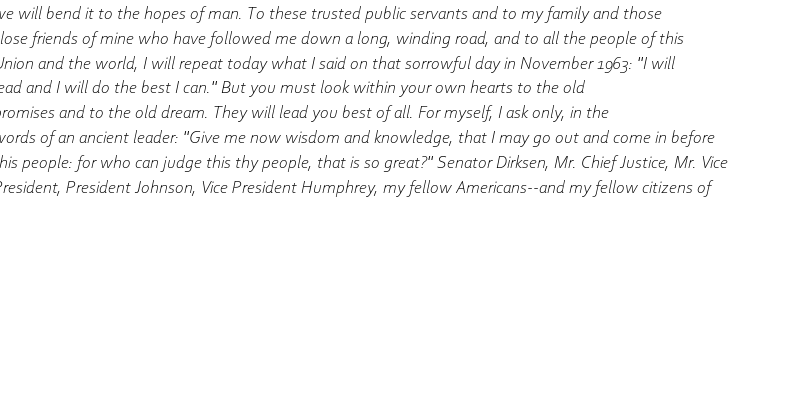 we will bend it to the hopes of man. To these trusted public servants and to my family and those
close friends of mine who have followed me down a long, winding road, and to all the people of this
Union and the world, I will repeat today what I said on that sorrowful day in November 1963: "I will
lead and I will do the best I can." But you must look within your own hearts to the old
promises and to the old dream. They will lead you best of all. For myself, I ask only, in the
words of an ancient leader: "Give me now wisdom and knowledge, that I may go out and come in before
this people: for who can judge this thy people, that is so great?" Senator Dirksen, Mr. Chief Justice, Mr. Vice
President, President Johnson, Vice President Humphrey, my fellow Americans--and my fellow citizens of